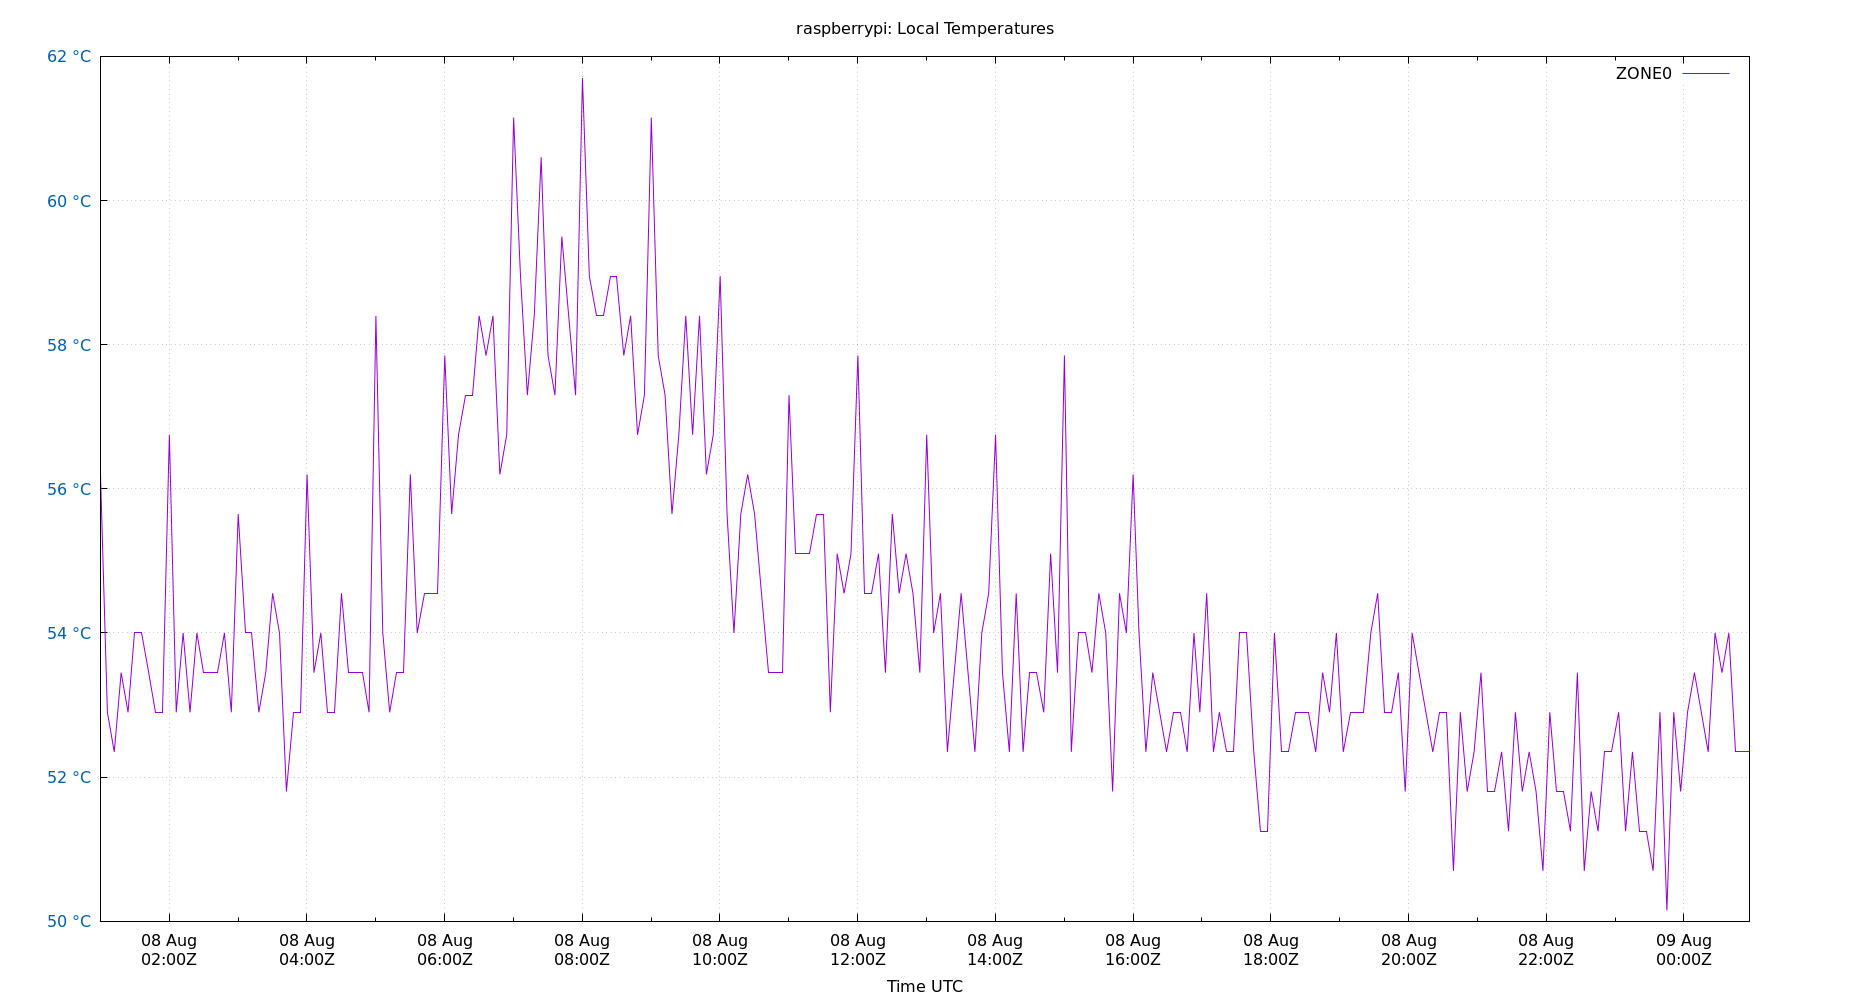 raspberrypi: Local Temperatures
ZONE0
62 °C
60 °C
58 °C
56 °C
54 °C
52 °C
50 °C
08 Aug 08 Aug 08 Aug 08 Aug 08 Aug 08 Aug 08 Aug 08 Aug 08 Aug 08 Aug 08 Aug 09 Aug
02:00Z 04:00Z 06:00Z 08:00Z 10:00Z 12:00Z 14:00Z 16:00Z 18:00Z 20:00Z 22:00Z 00:00Z
Time UTC